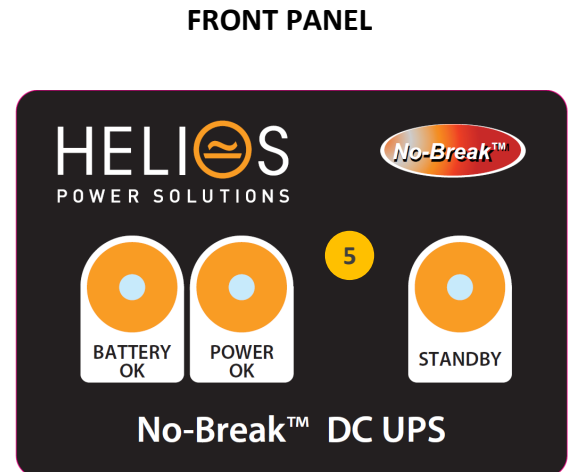 FRONT PANEL
HELIOS
POWER SOLUTIONS
No-Break™
5
BATTERY
OK
POWER
OK
STANDBY
No-Break™ DC UPS